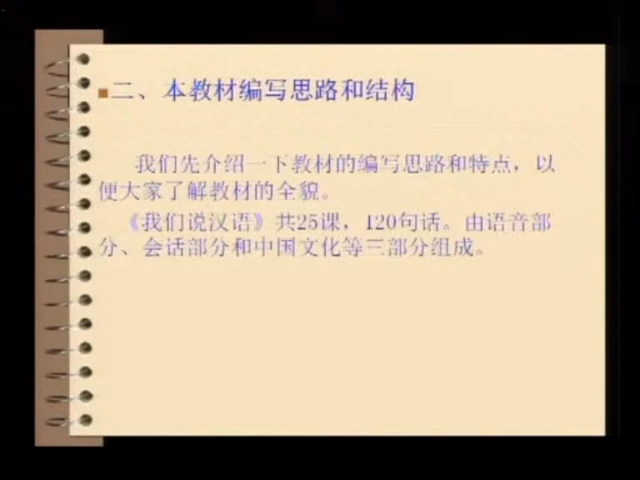 二、本教材编写思路和结构
我们先介绍一下教材的编写思路和特点，以
便大家了解教材的全貌。
《我们说汉语》共25课，120句话。由语音部
分、会话部分和中国文化等三部分组成。